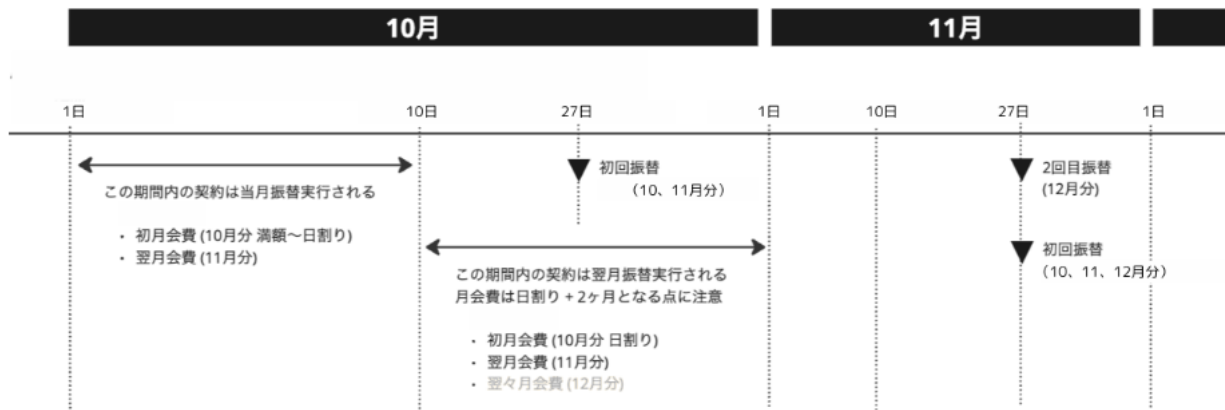 10月
11月
1日
10日
27日
1日
10日
27日
1日
この期間内の契約は当月振替実行される
・ 初月会費 (10月分 満額～日割り)
・ 翌月会費 (11月分)
初回振替
（10、11月分）
この期間内の契約は翌月振替実行される
月会費は日割り + 2ヶ月となる点に注意
・ 初月会費 (10月分 日割り)
・ 翌月会費 (11月分)
・ 翌々月会費 (12月分)
2回目振替
(12月分)
初回振替
（10、11、12月分）